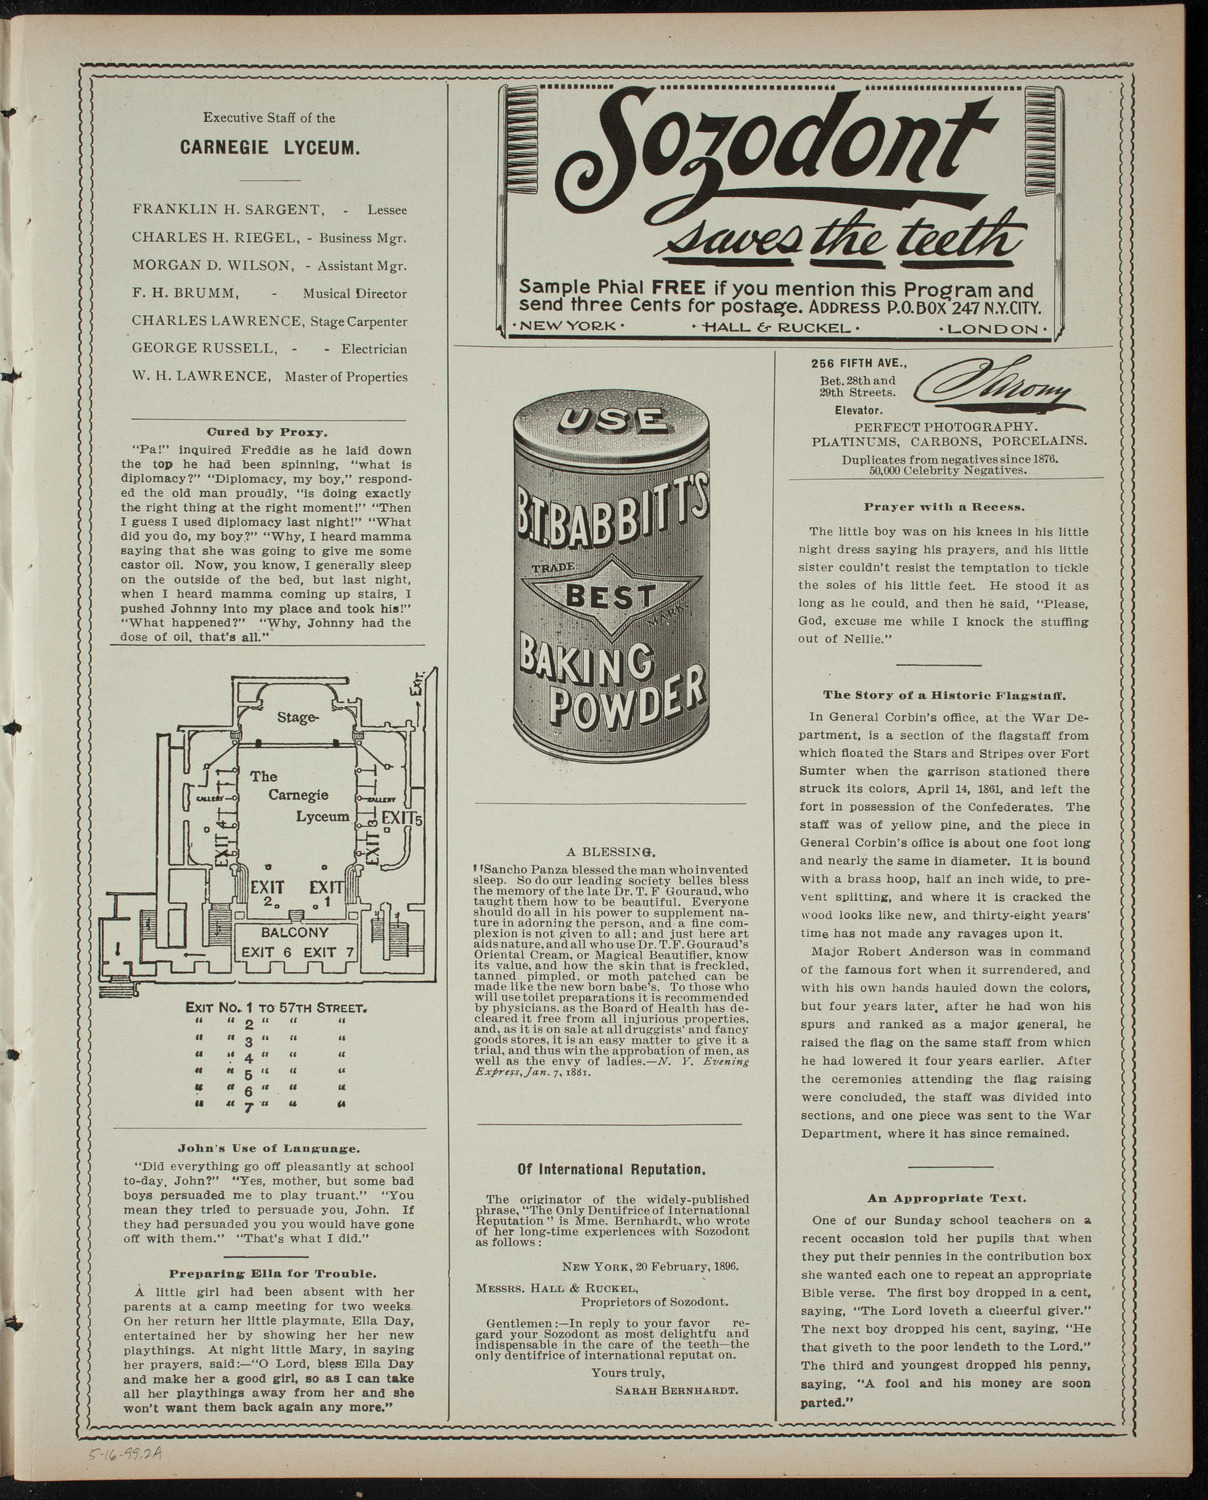 Executive Staff of the
CARNEGIE LYCEUM.
FRANKLIN H. SARGENT, - Lessee
CHARLES H. RIEGEL, - Business Mgr.
MORGAN D. WILSON, - Assistant Mgr.
F. H. BRUMM, - Musical Director
CHARLES LAWRENCE, Stage Carpenter
GEORGE RUSSELL, - - Electrician
W. H. LAWRENCE, Master of Properties
Cured by Proxy.
"Pa!" inquired Freddie as he laid down
the top he had been spinning, "what is
diplomacy?" "Diplomacy, my boy," respond-
ed the old man proudly, "is doing exactly
the right thing at the right moment!" "Then
I guess I used diplomacy last night!" "What
did you do, my boy?" "Why, I heard mamma
saying that she was going to give me some
castor oil. Now, you know, I generally sleep
on the outside of the bed, but last night,
when I heard mamma coming up stairs, I
pushed Johnny into my place and took his!"
"What happened?" "Why, Johnny had the
dose of oil, that's all."
EXIT.
Stage
The
Carnegie
Lyceum
GALLERY
GALLERY
EXIT 4
EXIT 3
EXIT 5
EXIT 2
EXIT 1
BALCONY
EXIT 6 EXIT 7
EXIT NO. 1 TO 57TH STREET.
" " 2 " " "
" " 3 " " "
" " 4 " " "
" " 5 " " "
" " 6 " " "
" " 7 " " "
John's Use of Language.
"Did everything go off pleasantly at school
to-day, John?" "Yes, mother, but some bad
boys persuaded me to play truant." "You
mean they tried to persuade you, John. If
they had persuaded you you would have gone
off with them." "That's what I did."
Preparing Ella for Trouble.
A little girl had been absent with her
parents at a camp meeting for two weeks.
On her return her little playmate, Ella Day,
entertained her by showing her her new
playthings. At night little Mary, in saying
her prayers, said:—"O Lord, bless Ella Day
and make her a good girl, so as I can take
all her playthings away from her and she
won't want them back again any more."
Sozodont
saves the teeth
Sample Phial FREE if you mention this Program and
send three Cents for postage. ADDRESS P.O. BOX 247 N.Y. CITY.
·NEW YORK· ·HALL & RUCKEL· ·LONDON·
USE
B.T. BABBITT'S
TRADE
BEST
MARK
BAKING
POWDER
A BLESSING.
"Sancho Panza blessed the man who invented
sleep. So do our leading society belles bless
the memory of the late Dr. T. F Gouraud, who
taught them how to be beautiful. Everyone
should do all in his power to supplement na-
ture in adorning the person, and a fine com-
plexion is not given to all; and just here art
aids nature, and all who use Dr. T. F. Gouraud's
Oriental Cream, or Magical Beautifier, know
its value, and how the skin that is freckled,
tanned pimpled, or moth patched can be
made like the new born babe's. To those who
will use toilet preparations it is recommended
by physicians. as the Board of Health has de-
cleared it free from all injurious properties,
and, as it is on sale at all druggists' and fancy
goods stores, it is an easy matter to give it a
trial, and thus win the approbation of men, as
well as the envy of ladies.—N. Y. Evening
Express, Jan. 7, 1881.
Of International Reputation.
The originator of the widely-published
phrase, "The Only Dentifrice of International
Reputation" is Mme. Bernhardt, who wrote
of her long-time experiences with Sozodont
as follows:
NEW YORK, 20 February, 1896.
MESSRS. HALL & RUCKEL,
Proprietors of Sozodont.
Gentlemen:—In reply to your favor re-
gard your Sozodont as most delightfu and
indispensable in the care of the teeth—the
only dentifrice of international reputat on.
Yours truly,
SARAH BERNHARDT.
256 FIFTH AVE.,
Bet. 28th and
29th Streets.
Elevator.
Sarony
PERFECT PHOTOGRAPHY.
PLATINUMS, CARBONS, PORCELAINS.
Duplicates from negatives since 1876.
50,000 Celebrity Negatives.
Prayer with a Recess.
The little boy was on his knees in his little
night dress saying his prayers, and his little
sister couldn't resist the temptation to tickle
the soles of his little feet. He stood it as
long as he could, and then he said, "Please,
God, excuse me while I knock the stuffing
out of Nellie."
The Story of a Historic Flagstaff.
In General Corbin's office, at the War De-
partment, is a section of the flagstaff from
which floated the Stars and Stripes over Fort
Sumter when the garrison stationed there
struck its colors, April 14, 1861, and left the
fort in possession of the Confederates. The
staff was of yellow pine, and the piece in
General Corbin's office is about one foot long
and nearly the same in diameter. It is bound
with a brass hoop, half an inch wide, to pre-
vent splitting, and where it is cracked the
wood looks like new, and thirty-eight years'
time has not made any ravages upon it.
Major Robert Anderson was in command
of the famous fort when it surrendered, and
with his own hands hauled down the colors,
but four years later, after he had won his
spurs and ranked as a major general, he
raised the flag on the same staff from which
he had lowered it four years earlier. After
the ceremonies attending the flag raising
were concluded, the staff was divided into
sections, and one piece was sent to the War
Department, where it has since remained.
An Appropriate Text.
One of our Sunday school teachers on a
recent occasion told her pupils that when
they put their pennies in the contribution box
she wanted each one to repeat an appropriate
Bible verse. The first boy dropped in a cent,
saying, "The Lord loveth a cheerful giver."
The next boy dropped his cent, saying, "He
that giveth to the poor lendeth to the Lord."
The third and youngest dropped his penny,
saying, "A fool and his money are soon
parted."
5-16-99.2A